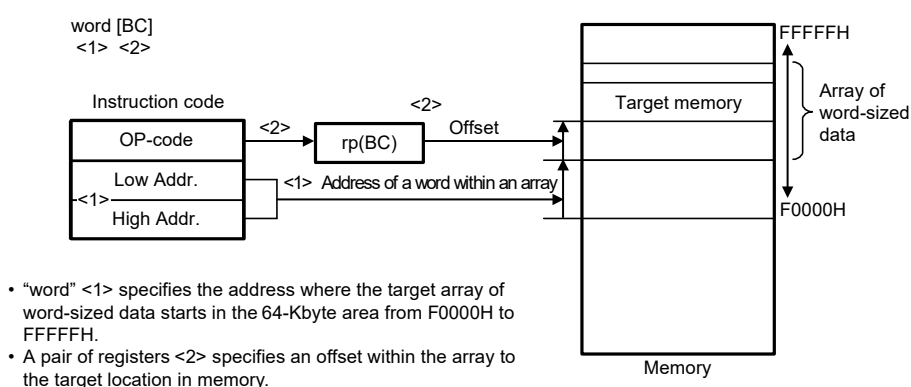 word [BC]
<1> <2>
Instruction code
OP-code
Low Addr.
<1>
High Addr.
<2>
rp(BC)
<2>
Offset
<1> Address of a word within an array
FFFFFH
Target memory
Array of
word-sized
data
F0000H
Memory
• “word” <1> specifies the address where the target array of
word-sized data starts in the 64-Kbyte area from F0000H to
FFFFFH.
• A pair of registers <2> specifies an offset within the array to
the target location in memory.